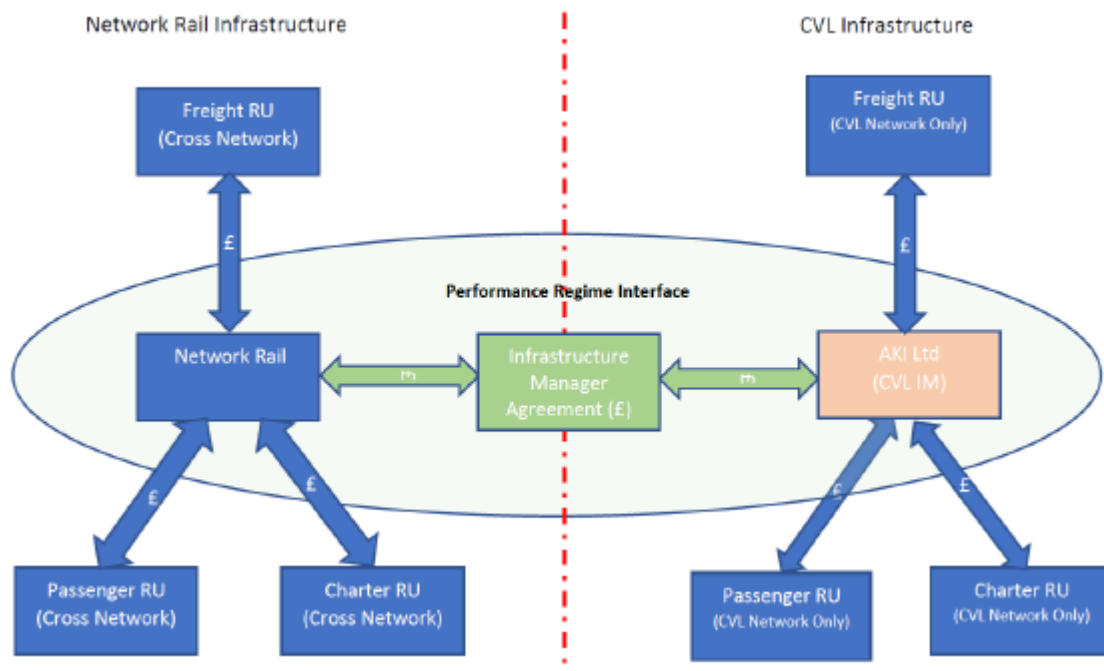 Network Rail Infrastructure
CVL Infrastructure
Freight RU
(Cross Network)
Freight RU
(CVL Network Only)
£
£
Performance Regime Interface
Network Rail
£
Infrastructure
Manager
Agreement (£)
£
AKI Ltd
(CVL IM)
£
£
£
£
Passenger RU
(Cross Network)
Charter RU
(Cross Network)
Passenger RU
(CVL Network Only)
Charter RU
(CVL Network Only)